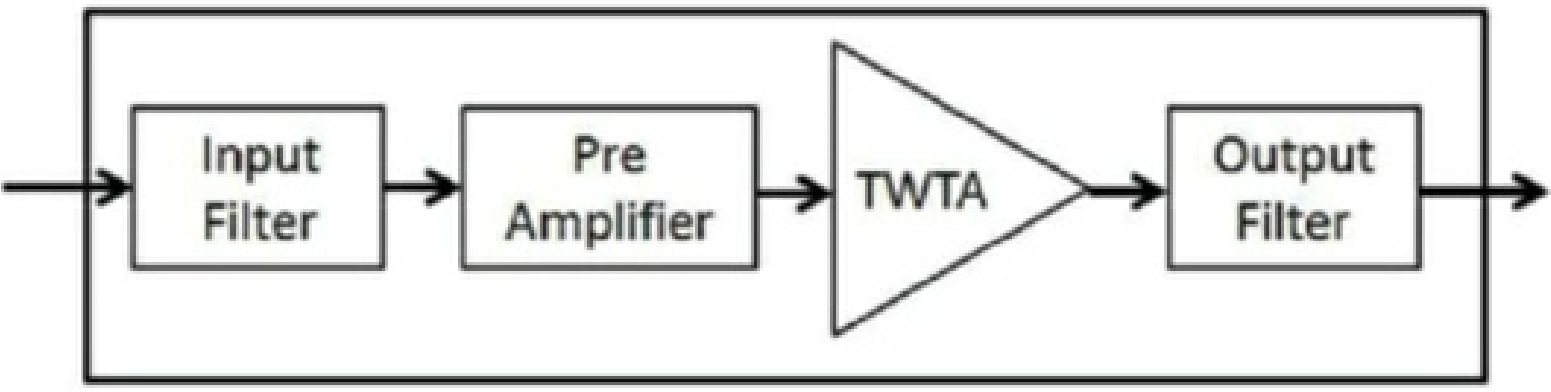 Input
Filter
Pre
Amplifier
TWTA
Output
Filter